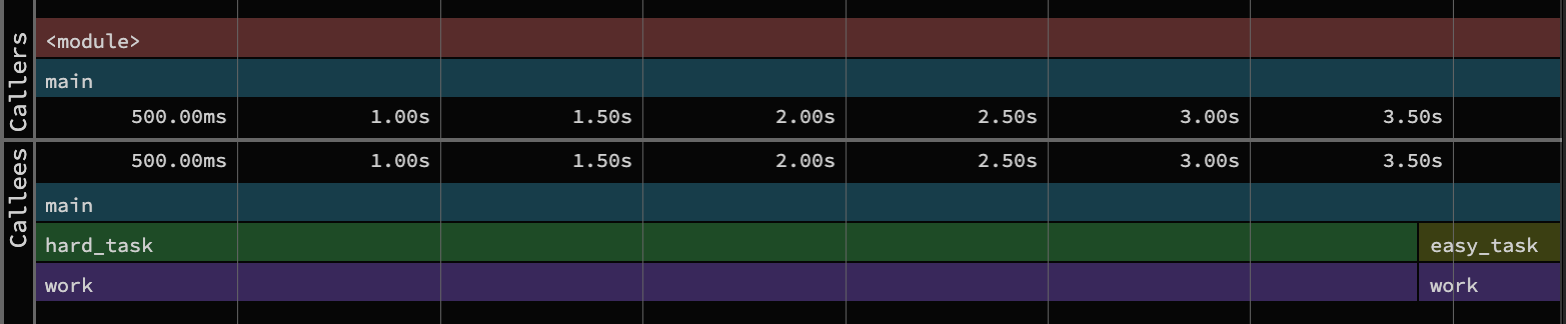 Callers
<module>
main
500.00ms 1.00s 1.50s 2.00s 2.50s 3.00s 3.50s
Callees
500.00ms 1.00s 1.50s 2.00s 2.50s 3.00s 3.50s
main
hard_task easy_task
work work